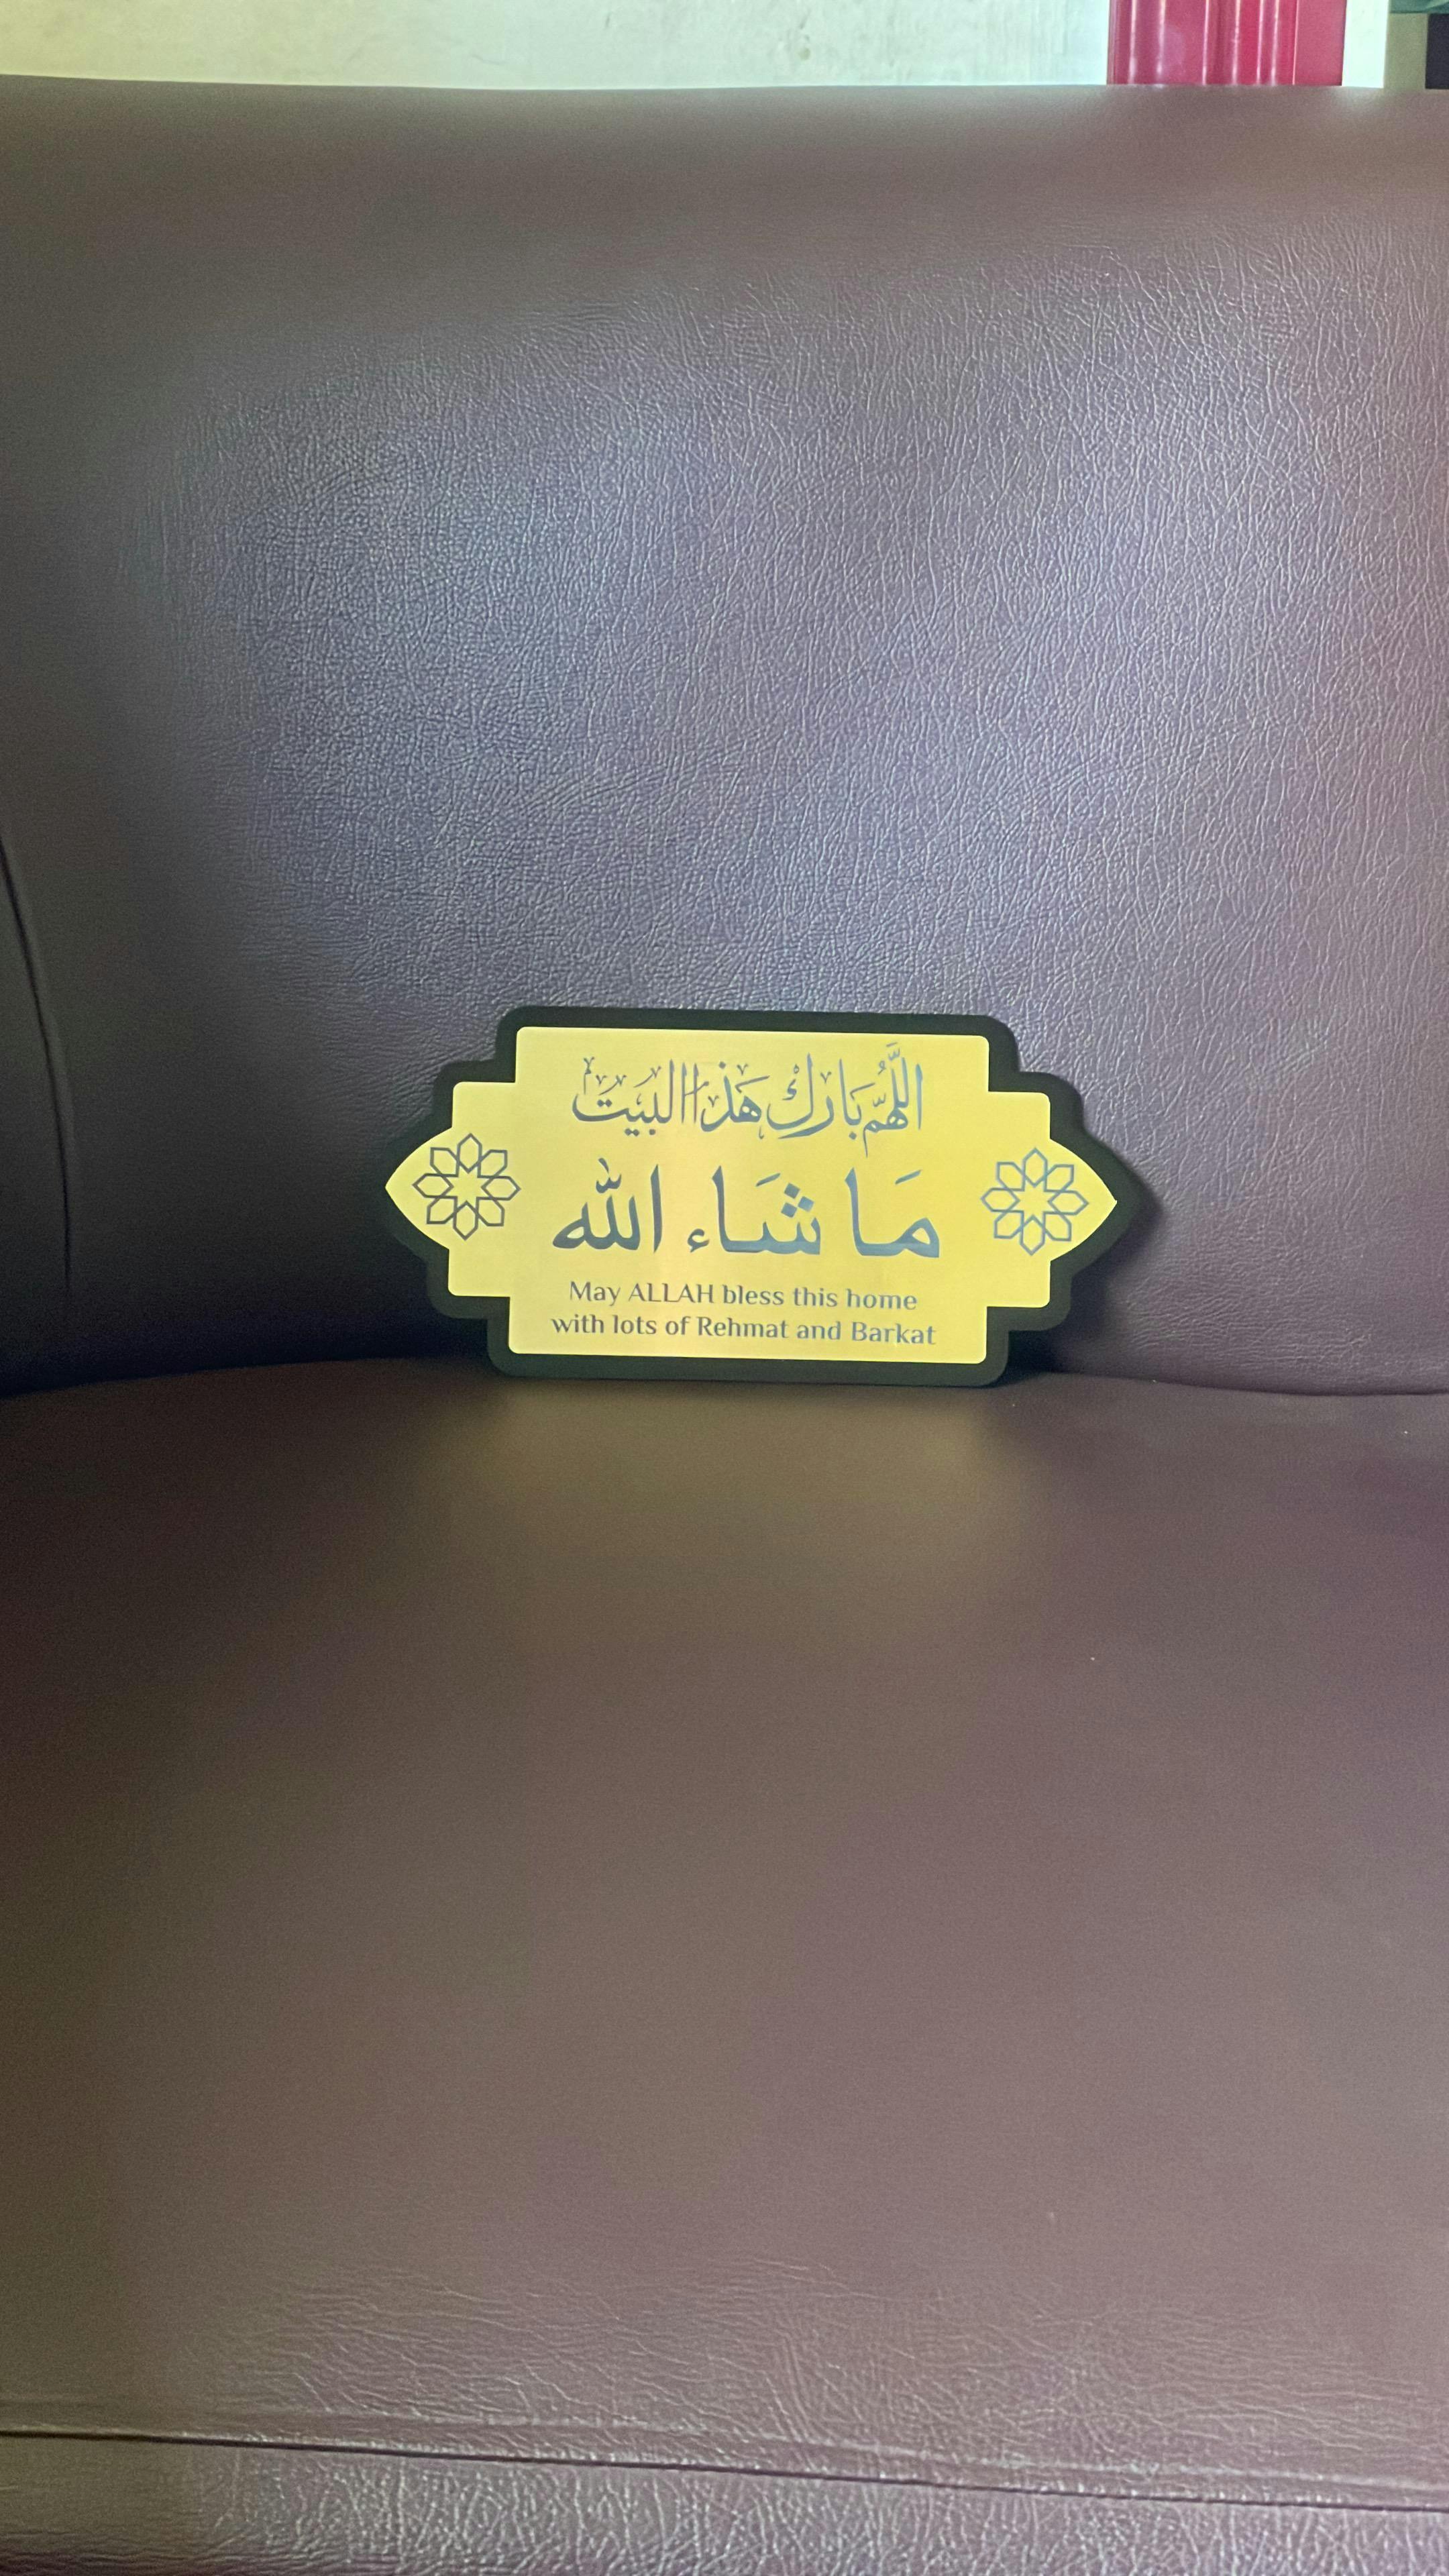 اللَّهُمَّ بَارِكْ هَذَا الْبَيْتَ
مَا شَاء الله
May ALLAH bless this home
with lots of Rehmat and Barkat